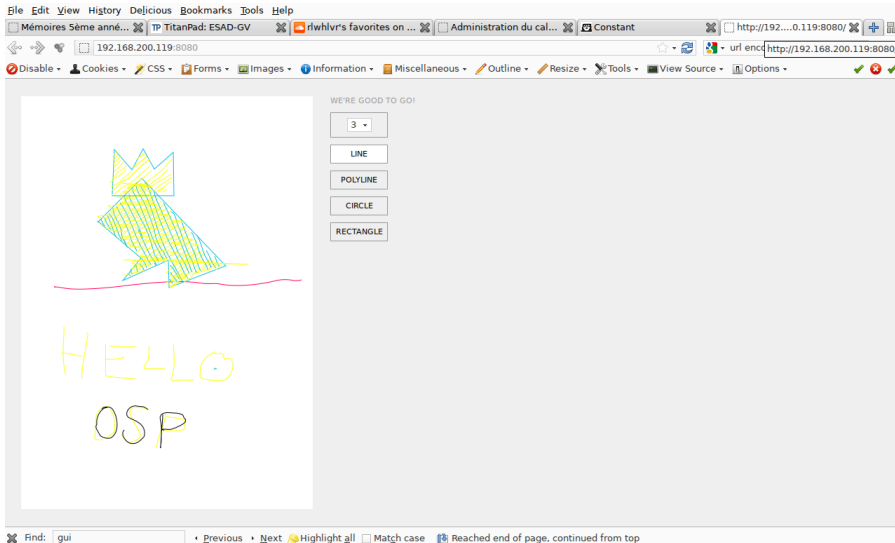 File Edit View History Delicious Bookmarks Tools Help
Mémoires 5ème anné... TP TitanPad: ESAD-GV rlwhlvr's favorites on ... Administration du cal... Constant http://192....0.119:8080/
192.168.200.119:8080 url enco http://192.168.200.119:8080
Disable Cookies CSS Forms Images Information Miscellaneous Outline Resize Tools View Source Options
WE'RE GOOD TO GO!
3
LINE
POLYLINE
CIRCLE
RECTANGLE
HELLO
OSP
Find: gui Previous Next Highlight all Match case Reached end of page, continued from top